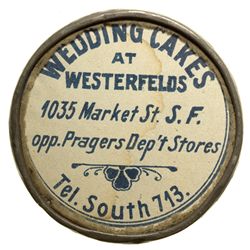 WEDDING CAKES
AT
WESTERFELDS
1035 Market St. S.F.
opp. Pragers Dep't Stores
Tel. South 713.